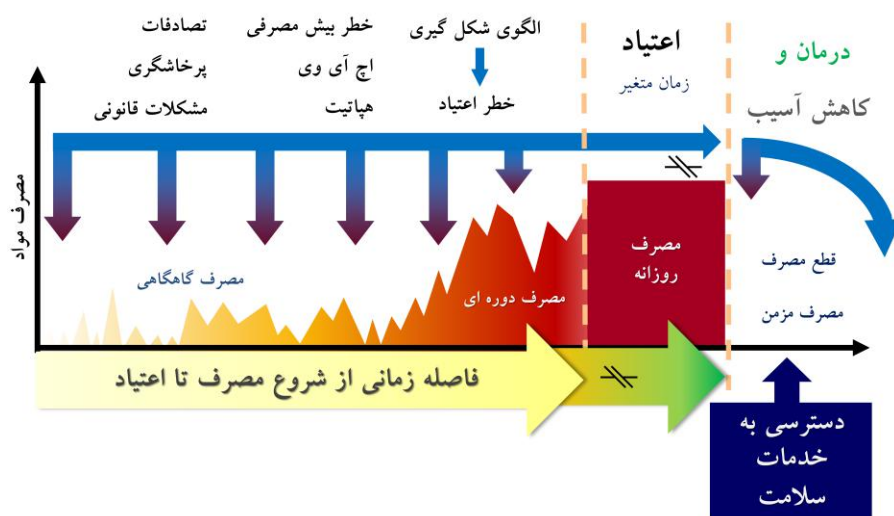 درمان و
کاهش آسیب
اعتیاد
زمان متغیر
الگوی شکل گیری
خطر اعتیاد
خطر بیش مصرفی
اچ آی وی
هپاتیت
تصادفات
پرخاشگری
مشکلات قانونی
مصرف مواد
مصرف گاهگاهی
مصرف دوره ای
مصرف
روزانه
قطع مصرف
مصرف مزمن
فاصله زمانی از شروع مصرف تا اعتیاد
دسترسی به
خدمات
سلامت